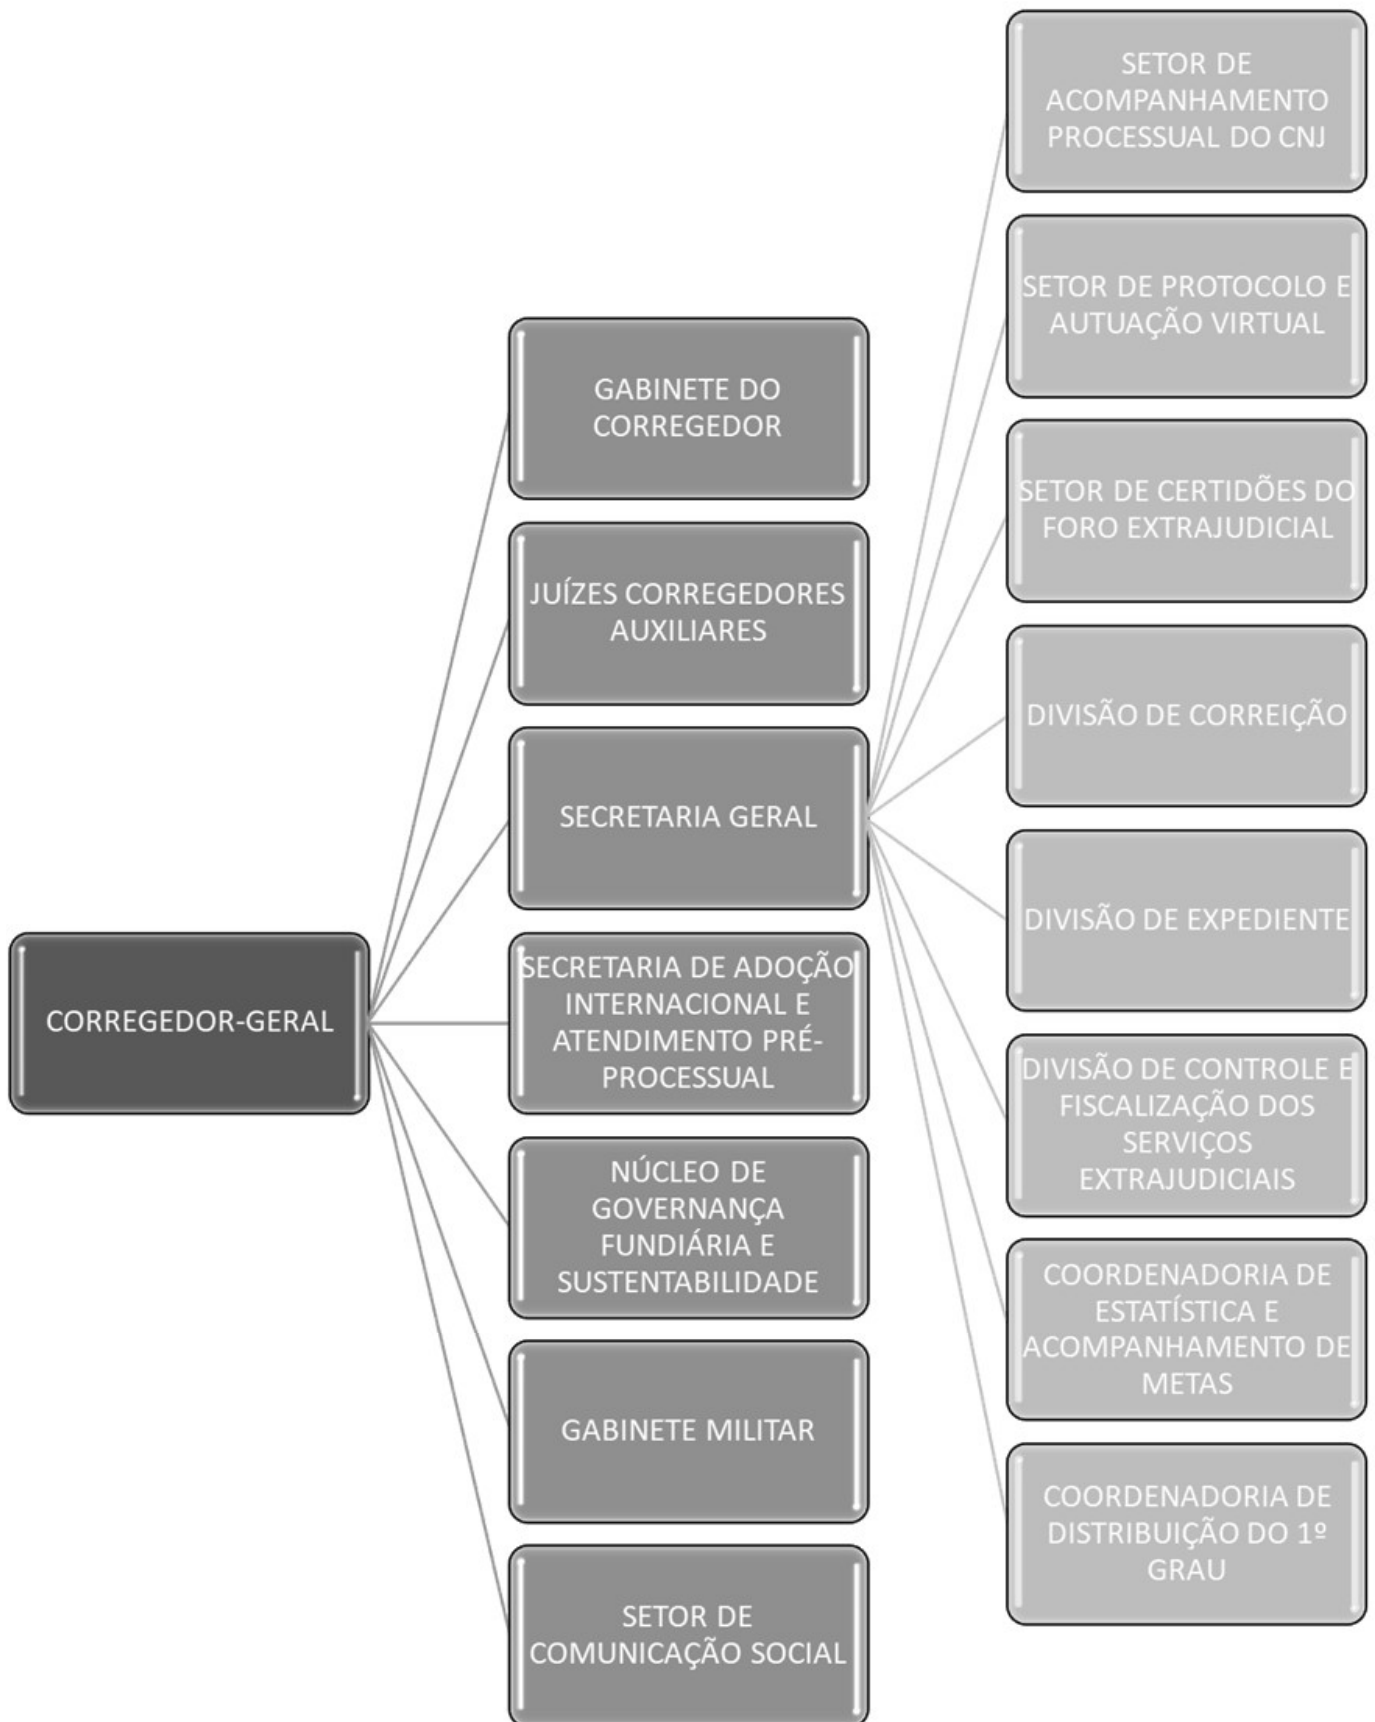 CORREGEDOR-GERAL
GABINETE DO
CORREGEDOR
JUÍZES CORREGEDORES
AUXILIARES
SECRETARIA GERAL
SECRETARIA DE ADOÇÃO
INTERNACIONAL E
ATENDIMENTO PRÉ-
PROCESSUAL
NÚCLEO DE
GOVERNANÇA
FUNDIÁRIA E
SUSTENTABILIDADE
GABINETE MILITAR
SETOR DE
COMUNICAÇÃO SOCIAL
SETOR DE
ACOMPANHAMENTO
PROCESSUAL DO CNJ
SETOR DE PROTOCOLO E
AUTUAÇÃO VIRTUAL
SETOR DE CERTIDÕES DO
FORO EXTRAJUDICIAL
DIVISÃO DE CORREIÇÃO
DIVISÃO DE EXPEDIENTE
DIVISÃO DE CONTROLE E
FISCALIZAÇÃO DOS
SERVIÇOS
EXTRAJUDICIAIS
COORDENADORIA DE
ESTATÍSTICA E
ACOMPANHAMENTO DE
METAS
COORDENADORIA DE
DISTRIBUIÇÃO DO 1º
GRAU